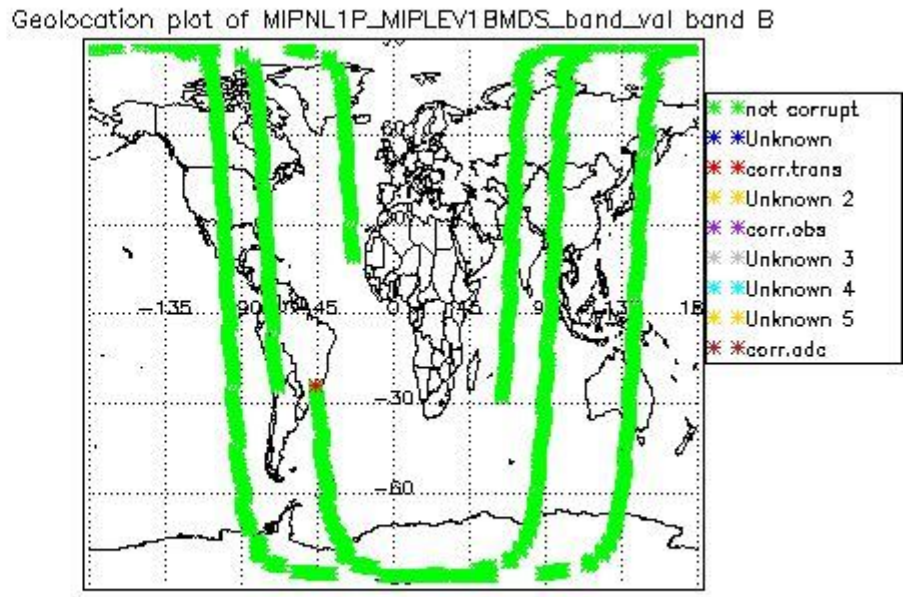 Geolocation plot of MIPNL1P_MIPLEV1BMDS_band_val band B
not corrupt
Unknown
corr.trans
Unknown 2
corr.obs
Unknown 3
Unknown 4
Unknown 5
corr.adc
60
-135
-45
0
45
-30
-60